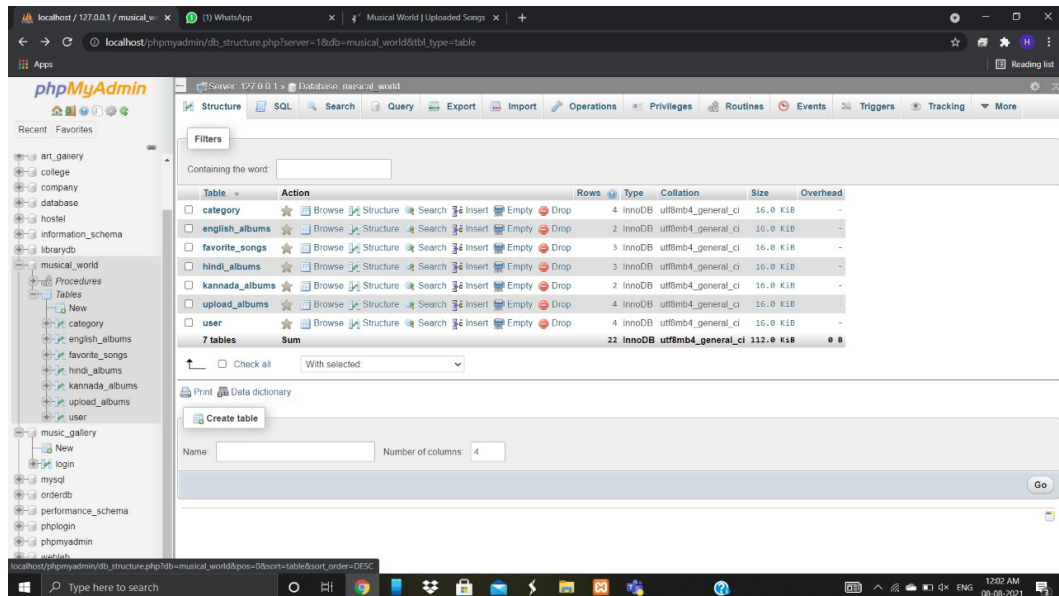 localhost / 127.0.0.1 / musical_w
(1) WhatsApp
Musical World | Uploaded Songs
localhost/phpmyadmin/db_structure.php?server=1&db=musical_world&tbl_type=table
H
Apps
Reading list
phpMyAdmin
Recent Favorites
art_gallery
college
company
database
hostel
information_schema
librarydb
musical_world
Procedures
Tables
New
category
english_albums
favorite_songs
hindi_albums
kannada_albums
upload_albums
user
music_gallery
New
login
mysql
orderdb
performance_schema
phplogin
phpmyadmin
weblab
Server: 127.0.0.1 » Database: musical_world
Structure SQL Search Query Export Import Operations Privileges Routines Events Triggers Tracking More
Filters
Containing the word:
Table Action Rows Type Collation Size Overhead
category Browse Structure Search Insert Empty Drop 4 InnoDB utf8mb4_general_ci 16.0 KiB -
english_albums Browse Structure Search Insert Empty Drop 2 InnoDB utf8mb4_general_ci 16.0 KiB -
favorite_songs Browse Structure Search Insert Empty Drop 3 InnoDB utf8mb4_general_ci 16.0 KiB -
hindi_albums Browse Structure Search Insert Empty Drop 3 InnoDB utf8mb4_general_ci 16.0 KiB -
kannada_albums Browse Structure Search Insert Empty Drop 2 InnoDB utf8mb4_general_ci 16.0 KiB -
upload_albums Browse Structure Search Insert Empty Drop 4 InnoDB utf8mb4_general_ci 16.0 KiB -
user Browse Structure Search Insert Empty Drop 4 InnoDB utf8mb4_general_ci 16.0 KiB -
7 tables Sum 22 InnoDB utf8mb4_general_ci 112.0 KiB 0 B
Check all With selected:
Print Data dictionary
Create table
Name: Number of columns: 4
Go
localhost/phpmyadmin/db_structure.php?db=musical_world&pos=0&sort=table&sort_order=DESC
Type here to search
ENG
12:02 AM
08-08-2021